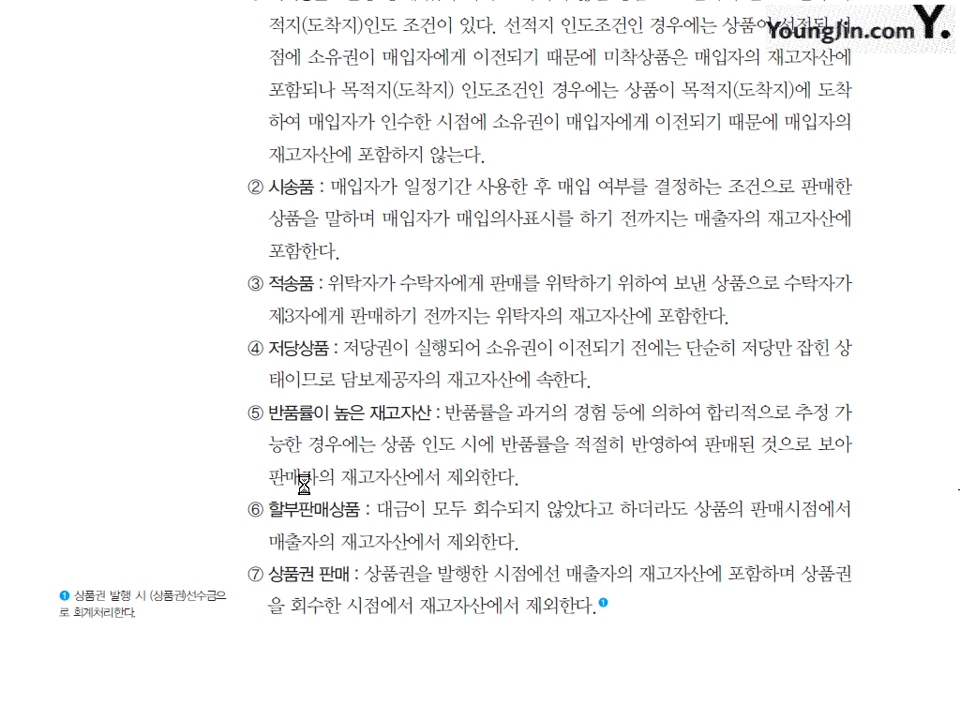 YoungJin.com Y.
적지(도착지)인도 조건이 있다. 선적지 인도조건인 경우에는 상품이 선적된 시
점에 소유권이 매입자에게 이전되기 때문에 미착상품은 매입자의 재고자산에
포함되나 목적지(도착지) 인도조건인 경우에는 상품이 목적지(도착지)에 도착
하여 매입자가 인수한 시점에 소유권이 매입자에게 이전되기 때문에 매입자의
재고자산에 포함하지 않는다.
② 시송품 : 매입자가 일정기간 사용한 후 매입 여부를 결정하는 조건으로 판매한
상품을 말하며 매입자가 매입의사표시를 하기 전까지는 매출자의 재고자산에
포함한다.
③ 적송품 : 위탁자가 수탁자에게 판매를 위탁하기 위하여 보낸 상품으로 수탁자가
제3자에게 판매하기 전까지는 위탁자의 재고자산에 포함한다.
④ 저당상품 : 저당권이 실행되어 소유권이 이전되기 전에는 단순히 저당만 잡힌 상
태이므로 담보제공자의 재고자산에 속한다.
⑤ 반품률이 높은 재고자산 : 반품률을 과거의 경험 등에 의하여 합리적으로 추정 가
능한 경우에는 상품 인도 시에 반품률을 적절히 반영하여 판매된 것으로 보아
판매자의 재고자산에서 제외한다.
⑥ 할부판매상품 : 대금이 모두 회수되지 않았다고 하더라도 상품의 판매시점에서
매출자의 재고자산에서 제외한다.
⑦ 상품권 판매 : 상품권을 발행한 시점에선 매출자의 재고자산에 포함하며 상품권
을 회수한 시점에서 재고자산에서 제외한다.❶
❶ 상품권 발행 시 (상품권)선수금으
로 회계처리한다.